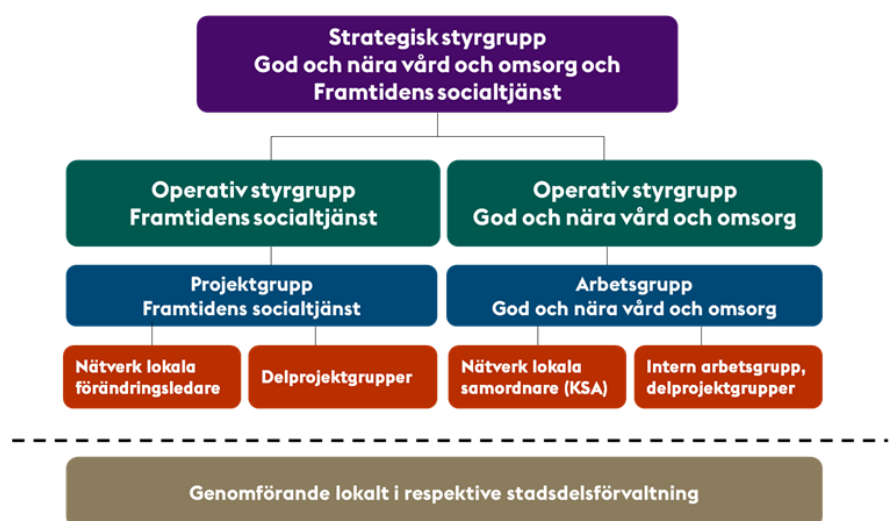 Strategisk styrgrupp
God och nära vård och omsorg och
Framtidens socialtjänst
Operativ styrgrupp
Framtidens socialtjänst
Operativ styrgrupp
God och nära vård och omsorg
Projektgrupp
Framtidens socialtjänst
Arbetsgrupp
God och nära vård och omsorg
Nätverk lokala
förändringsledare
Delprojektgrupper
Nätverk lokala
samordnare (KSA)
Intern arbetsgrupp,
delprojektgrupper
Genomförande lokalt i respektive stadsdelsförvaltning